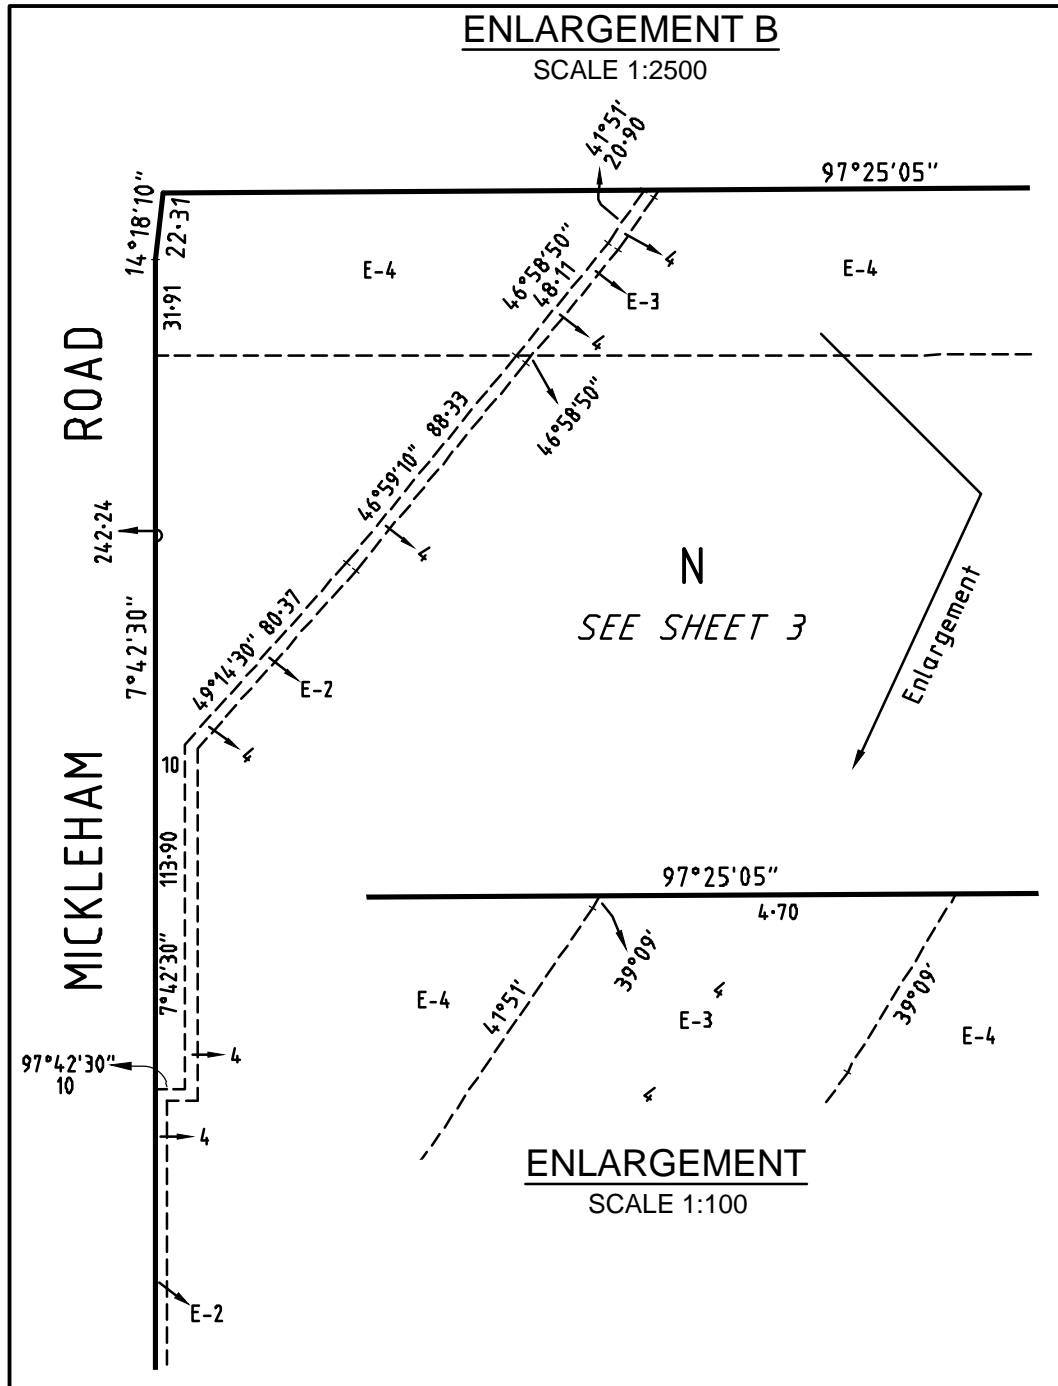 ENLARGEMENT B
SCALE 1:2500
41°51'
20·90
97°25'05"
14°18'10"
22·31
E-4
46°58'50"
48·11
4
E-4
E-3
31·91
4
ROAD
46°58'50"
46°59'10" 88·33
242·24
4
N
SEE SHEET 3
Enlargement
7°42'30"
49°14'30" 80·37
E-2
4
10
MICKLEHAM
113·90
7°42'30"
97°25'05"
4·70
39°09'
41°51'
E-4
4
E-3
39°09'
E-4
4
97°42'30"
10
4
4
ENLARGEMENT
SCALE 1:100
E-2